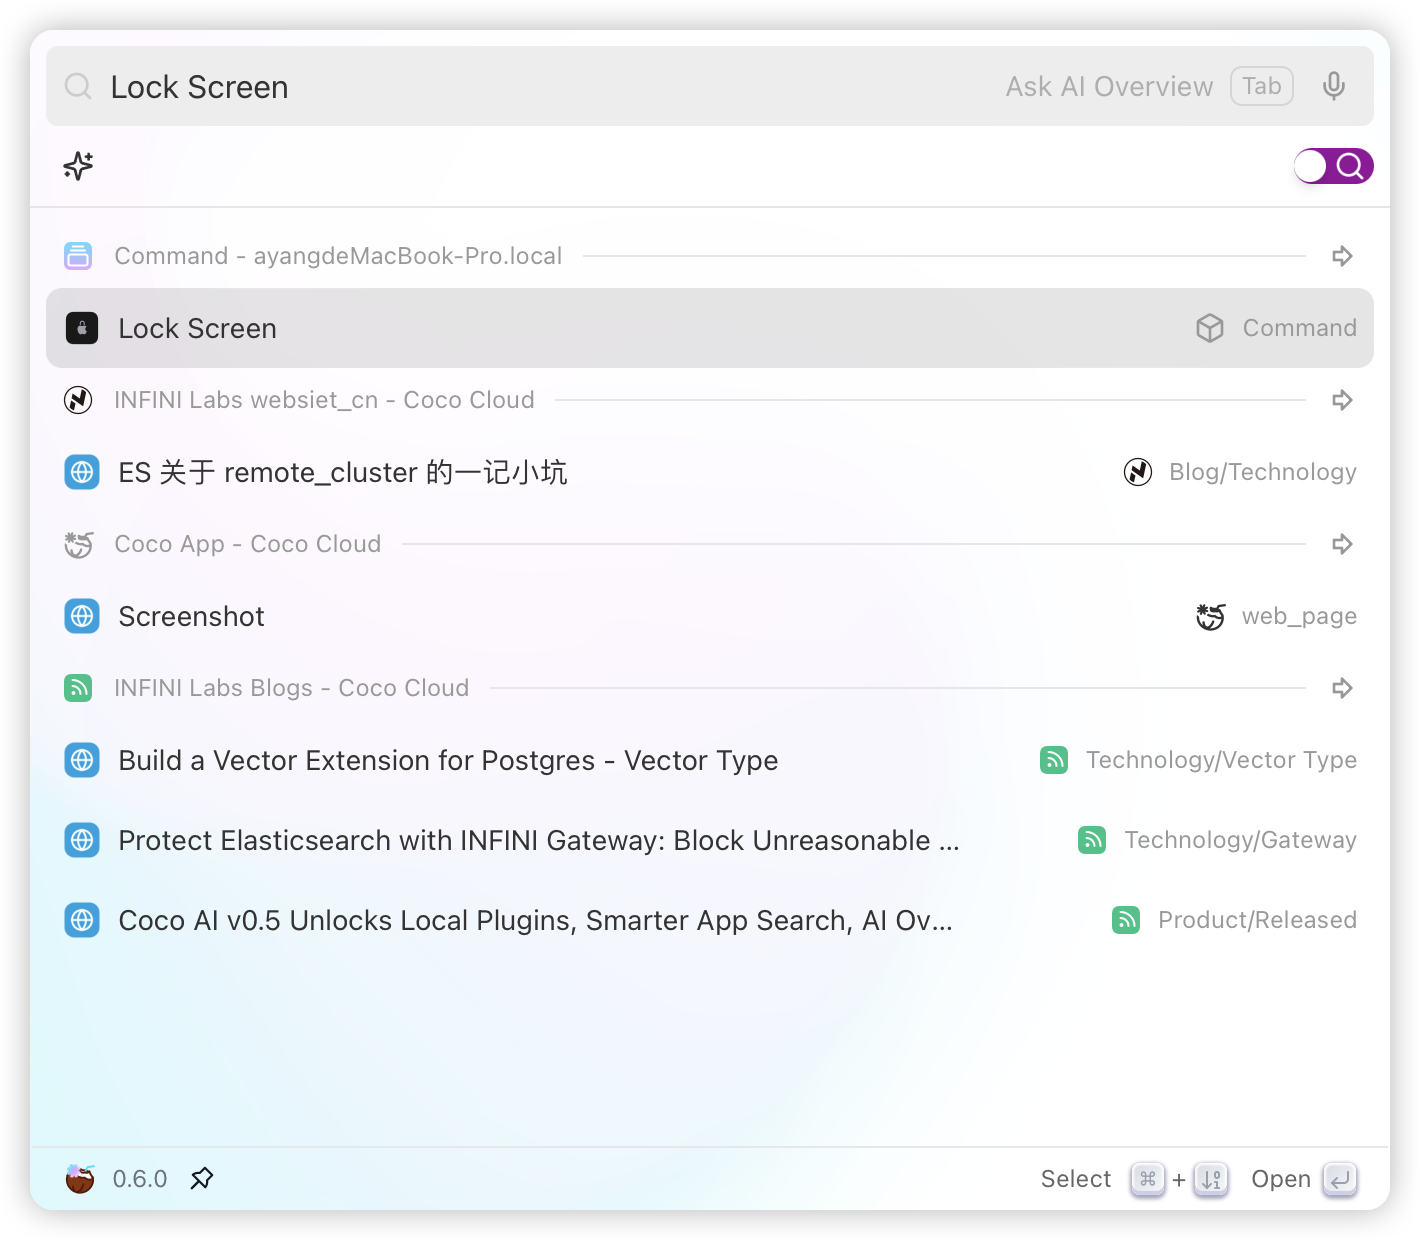 Lock Screen Ask AI Overview Tab
Command - ayangdeMacBook-Pro.local
Lock Screen Command
INFINI Labs websiet_cn - Coco Cloud
ES 关于 remote_cluster 的一记小坑 Blog/Technology
Coco App - Coco Cloud
Screenshot web_page
INFINI Labs Blogs - Coco Cloud
Build a Vector Extension for Postgres - Vector Type Technology/Vector Type
Protect Elasticsearch with INFINI Gateway: Block Unreasonable ... Technology/Gateway
Coco AI v0.5 Unlocks Local Plugins, Smarter App Search, AI Ov... Product/Released
0.6.0 Select ⌘ + ↓01 Open ↵